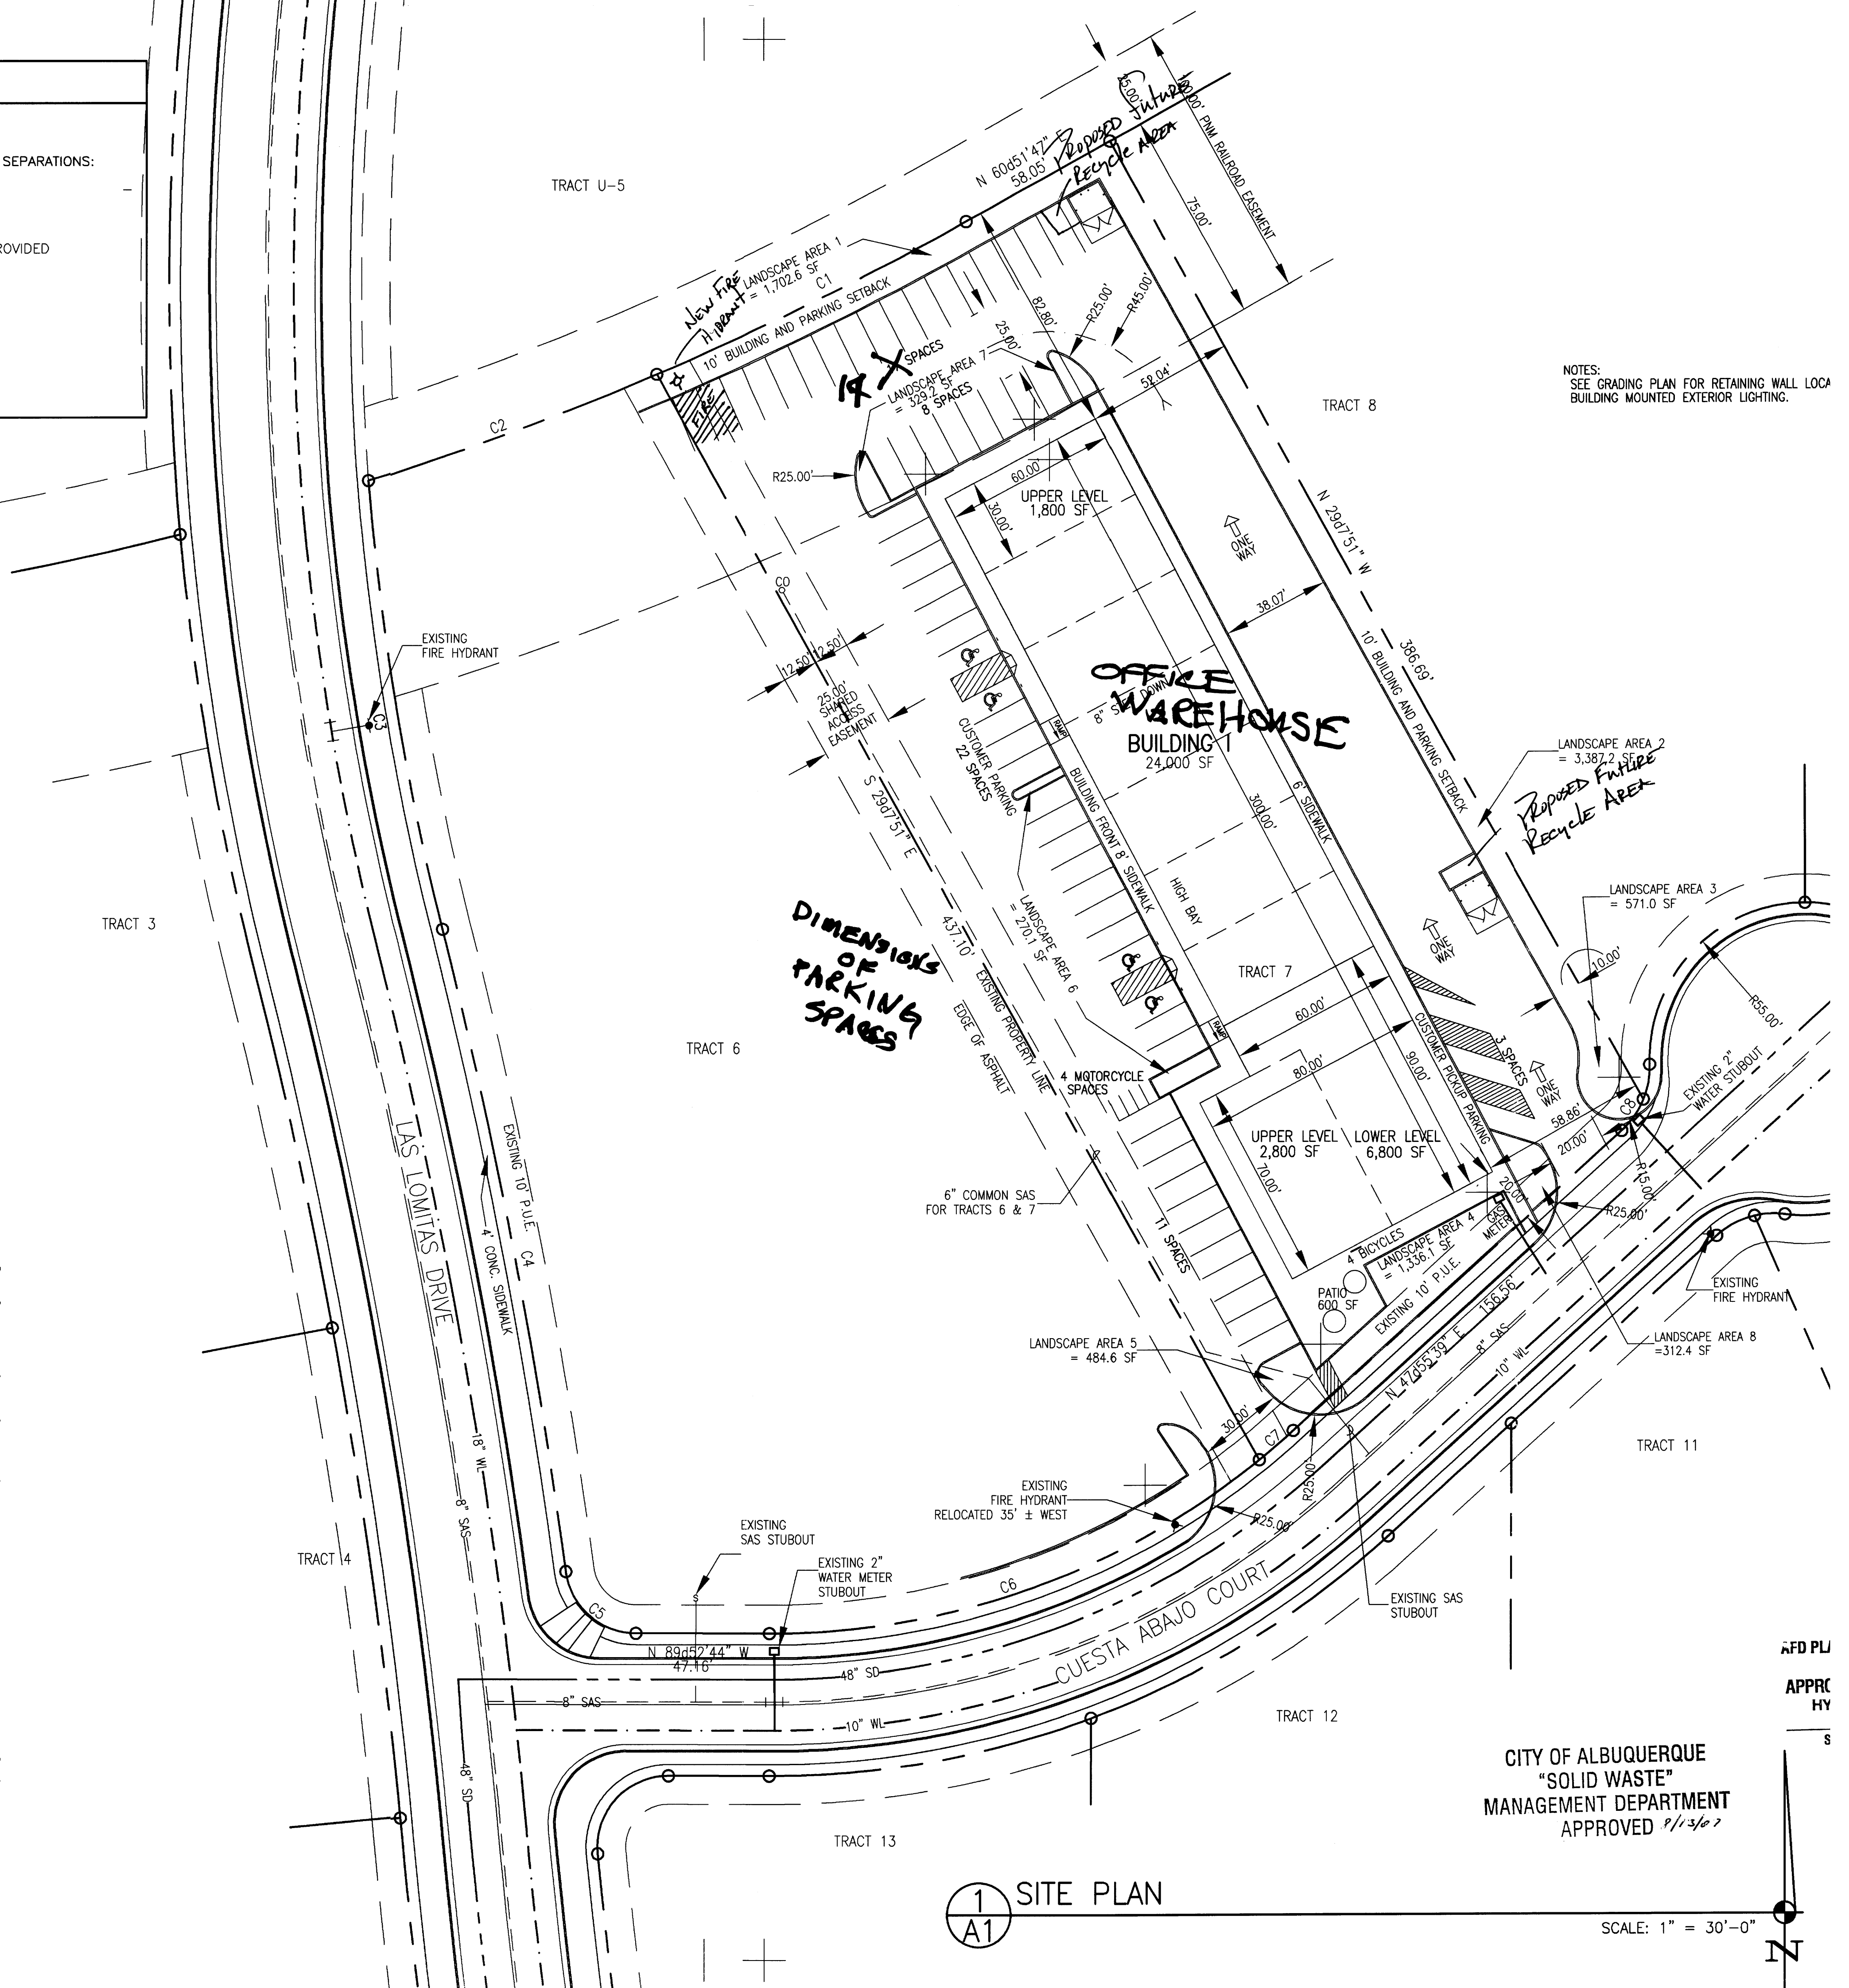 SEPARATIONS:
ROVIDED
TRACT U-5
N 60d51'47" E
58.05'
25.00'
100.00' PNM RAILROAD EASEMENT
75.00'
PROPOSED Future
Recycle AREA
LANDSCAPE AREA 1
= 1,702.6 SF
C1
NEW FIRE
HYDRANT
10' BUILDING AND PARKING SETBACK
FIRE
14
X
SPACES
LANDSCAPE AREA 7
= 329.2 SF
8 SPACES
82.80'
25.00'
R25.00'
R45.00'
52.04'
R25.00'
C2
TRACT 8
NOTES:
SEE GRADING PLAN FOR RETAINING WALL LOCA
BUILDING MOUNTED EXTERIOR LIGHTING.
60.00'
UPPER LEVEL
1,800 SF
30.00'
ONE
WAY
N 29d7'51" W
386.69'
38.07'
10' BUILDING AND PARKING SETBACK
CO
12.50'
12.50'
25.00'
SHARED
ACCESS
EASEMENT
EXISTING
FIRE HYDRANT
C3
CUSTOMER PARKING
22 SPACES
RAMP
8" STEP DOWN
OFFICE
WAREHOUSE
BUILDING 1
24,000 SF
300.00'
6' SIDEWALK
BUILDING FRONT 8' SIDEWALK
HIGH BAY
LANDSCAPE AREA 2
= 3,387.2 SF
PROPOSED FUTURE
Recycle AREA
S 29d7'51" E
437.10'
EXISTING PROPERTY LINE
EDGE OF ASPHALT
LANDSCAPE AREA 6
= 270.1 SF
LANDSCAPE AREA 3
= 571.0 SF
10.00'
R55.00'
TRACT 3
DIMENSIONS
OF
PARKING
SPACES
TRACT 6
TRACT 7
ONE
WAY
60.00'
RAMP
80.00'
90.00'
CUSTOMER PICKUP PARKING
3 SPACES
ONE
WAY
EXISTING 2"
WATER STUBOUT
C8
58.86'
20.00'
R15.00'
4 MOTORCYCLE
SPACES
UPPER LEVEL
2,800 SF
LOWER LEVEL
6,800 SF
70.00'
20.00'
R25.00'
GAS
METER
6" COMMON SAS
FOR TRACTS 6 & 7
11 SPACES
4 BICYCLES
LANDSCAPE AREA 4
= 1,336.1 SF
PATIO
600 SF
EXISTING 10' P.U.E.
156.56'
N 47d55'39" E
8" SAS
10" WL
EXISTING
FIRE HYDRANT
LANDSCAPE AREA 8
=312.4 SF
LANDSCAPE AREA 5
= 484.6 SF
LAS LOMITAS DRIVE
EXISTING 10' P.U.E.
C4
4' CONC. SIDEWALK
18" WL
8" SAS
30.00'
C7
R25.00'
R25.00'
TRACT 11
EXISTING
FIRE HYDRANT
RELOCATED 35' ± WEST
EXISTING
SAS STUBOUT
EXISTING 2"
WATER METER
STUBOUT
S
TRACT 4
C5
C6
N 89d52'44" W
47.16'
CUESTA ABAJO COURT
EXISTING SAS
STUBOUT
48" SD
8" SAS
10" WL
48" SD
TRACT 12
TRACT 13
AFD PLA
APPRO
HY
S
CITY OF ALBUQUERQUE
"SOLID WASTE"
MANAGEMENT DEPARTMENT
APPROVED
1
A1
SITE PLAN
SCALE: 1" = 30'-0"
N